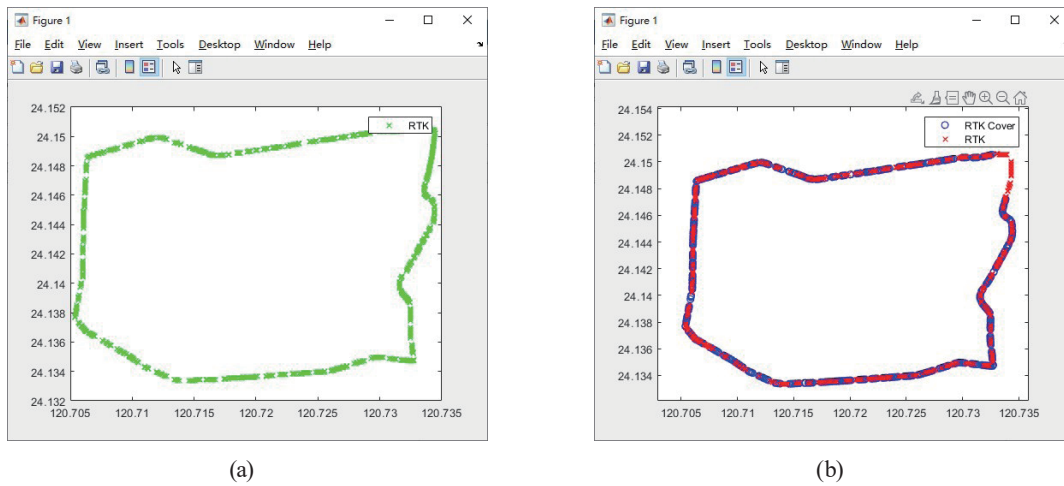 Figure 1
File Edit View Insert Tools Desktop Window Help
24.152
24.15
24.148
24.146
24.144
24.142
24.14
24.138
24.136
24.134
24.132
120.705 120.71 120.715 120.72 120.725 120.73 120.735
RTK
(a)
Figure 1
File Edit View Insert Tools Desktop Window Help
24.154
24.152
24.15
24.148
24.146
24.144
24.142
24.14
24.138
24.136
24.134
120.705 120.71 120.715 120.72 120.725 120.73 120.735
RTK Cover
RTK
(b)